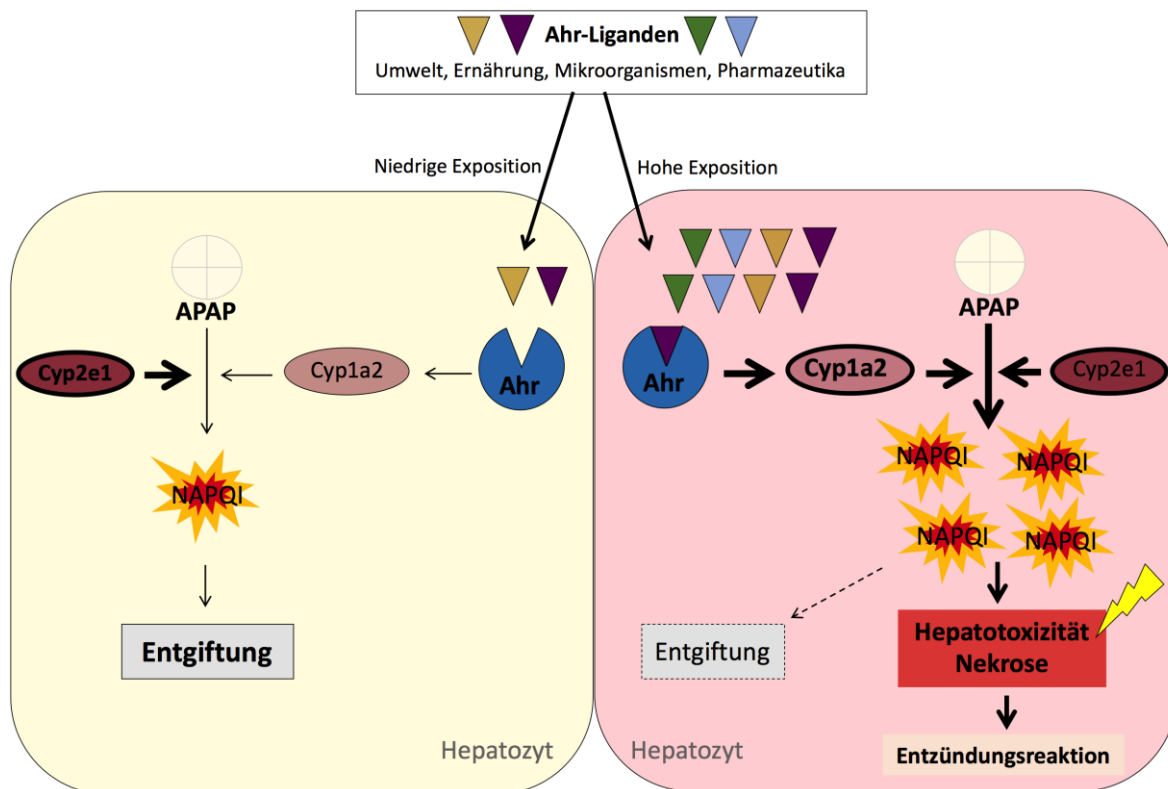 Ahr-Liganden
Umwelt, Ernährung, Mikroorganismen, Pharmazeutika
Niedrige Exposition
Hohe Exposition
APAP
Cyp2e1
Cyp1a2
Ahr
NAPQI
Entgiftung
Hepatozyt
APAP
Ahr
Cyp1a2
Cyp2e1
NAPQI
NAPQI
NAPQI
NAPQI
Entgiftung
Hepatotoxizität
Nekrose
Entzündungsreaktion
Hepatozyt